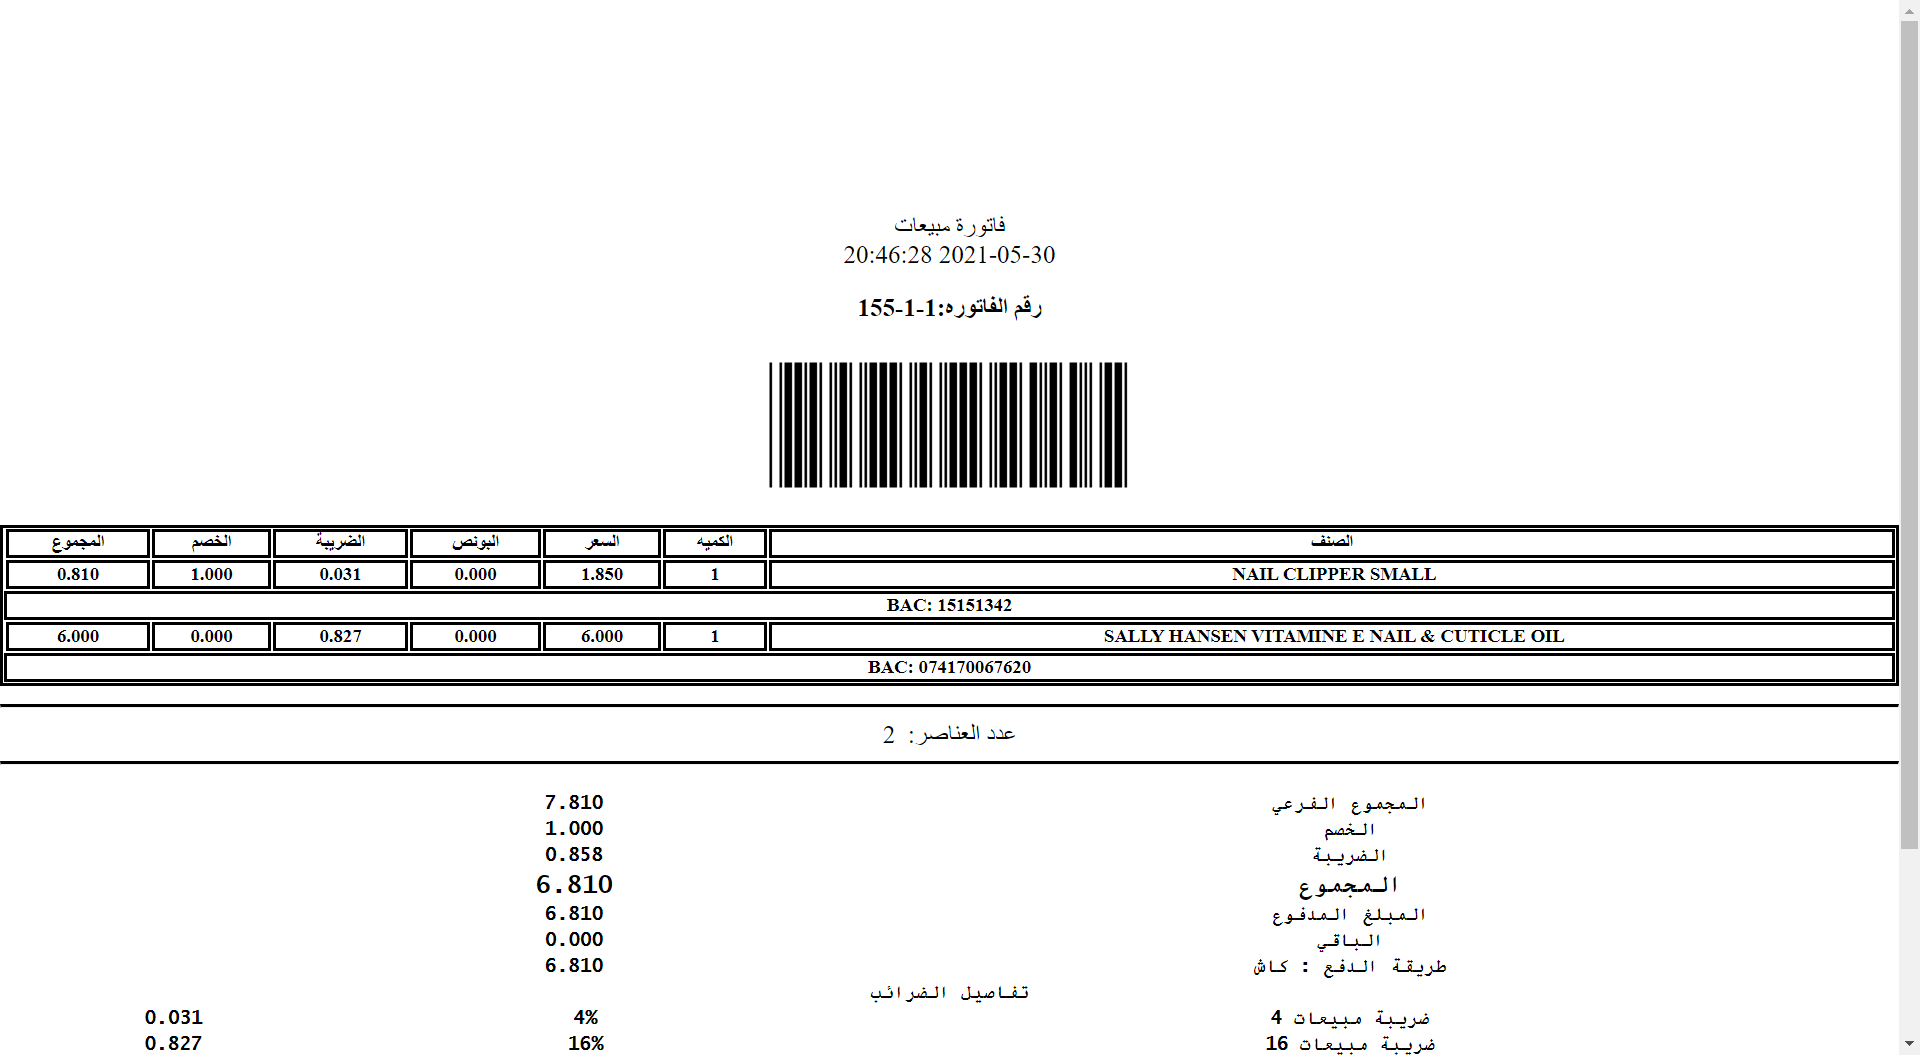 فاتورة مبيعات
20:46:28 2021-05-30
رقم الفاتوره:1-1-155
الصنف الكميه السعر البونص الضريبة الخصم المجموع
NAIL CLIPPER SMALL 1 1.850 0.000 0.031 1.000 0.810
BAC: 15151342
SALLY HANSEN VITAMINE E NAIL & CUTICLE OIL 1 6.000 0.000 0.827 0.000 6.000
BAC: 074170067620
عدد العناصر: 2
المجموع الفرعي 7.810
الخصم 1.000
الضريبة 0.858
المجموع 6.810
المبلغ المدفوع 6.810
الباقي 0.000
طريقة الدفع : كاش 6.810
تفاصيل الضرائب
ضريبة مبيعات 4 4% 0.031
ضريبة مبيعات 16 16% 0.827